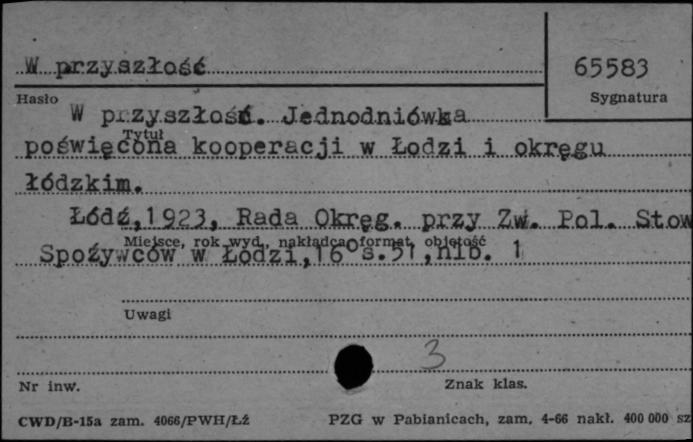 W przyszłość
65583
Hasło
Sygnatura
W przyszłość. Jednodniówka
Tytuł
poświęcona kooperacji w Łodzi i okręgu
łódzkim.
Łódź,1923, Rada Okręg. przy Zw. Pol. Stow
Miejsce, rok wyd., nakładca, format, objętość
Spożywców w Łodzi,16° s.51,nlb. 1
Uwagi
3
Nr inw.
Znak klas.
CWD/B-15a zam. 4066/PWH/Łź
PZG w Pabianicach, zam. 4-66 nakł. 400 000 sz